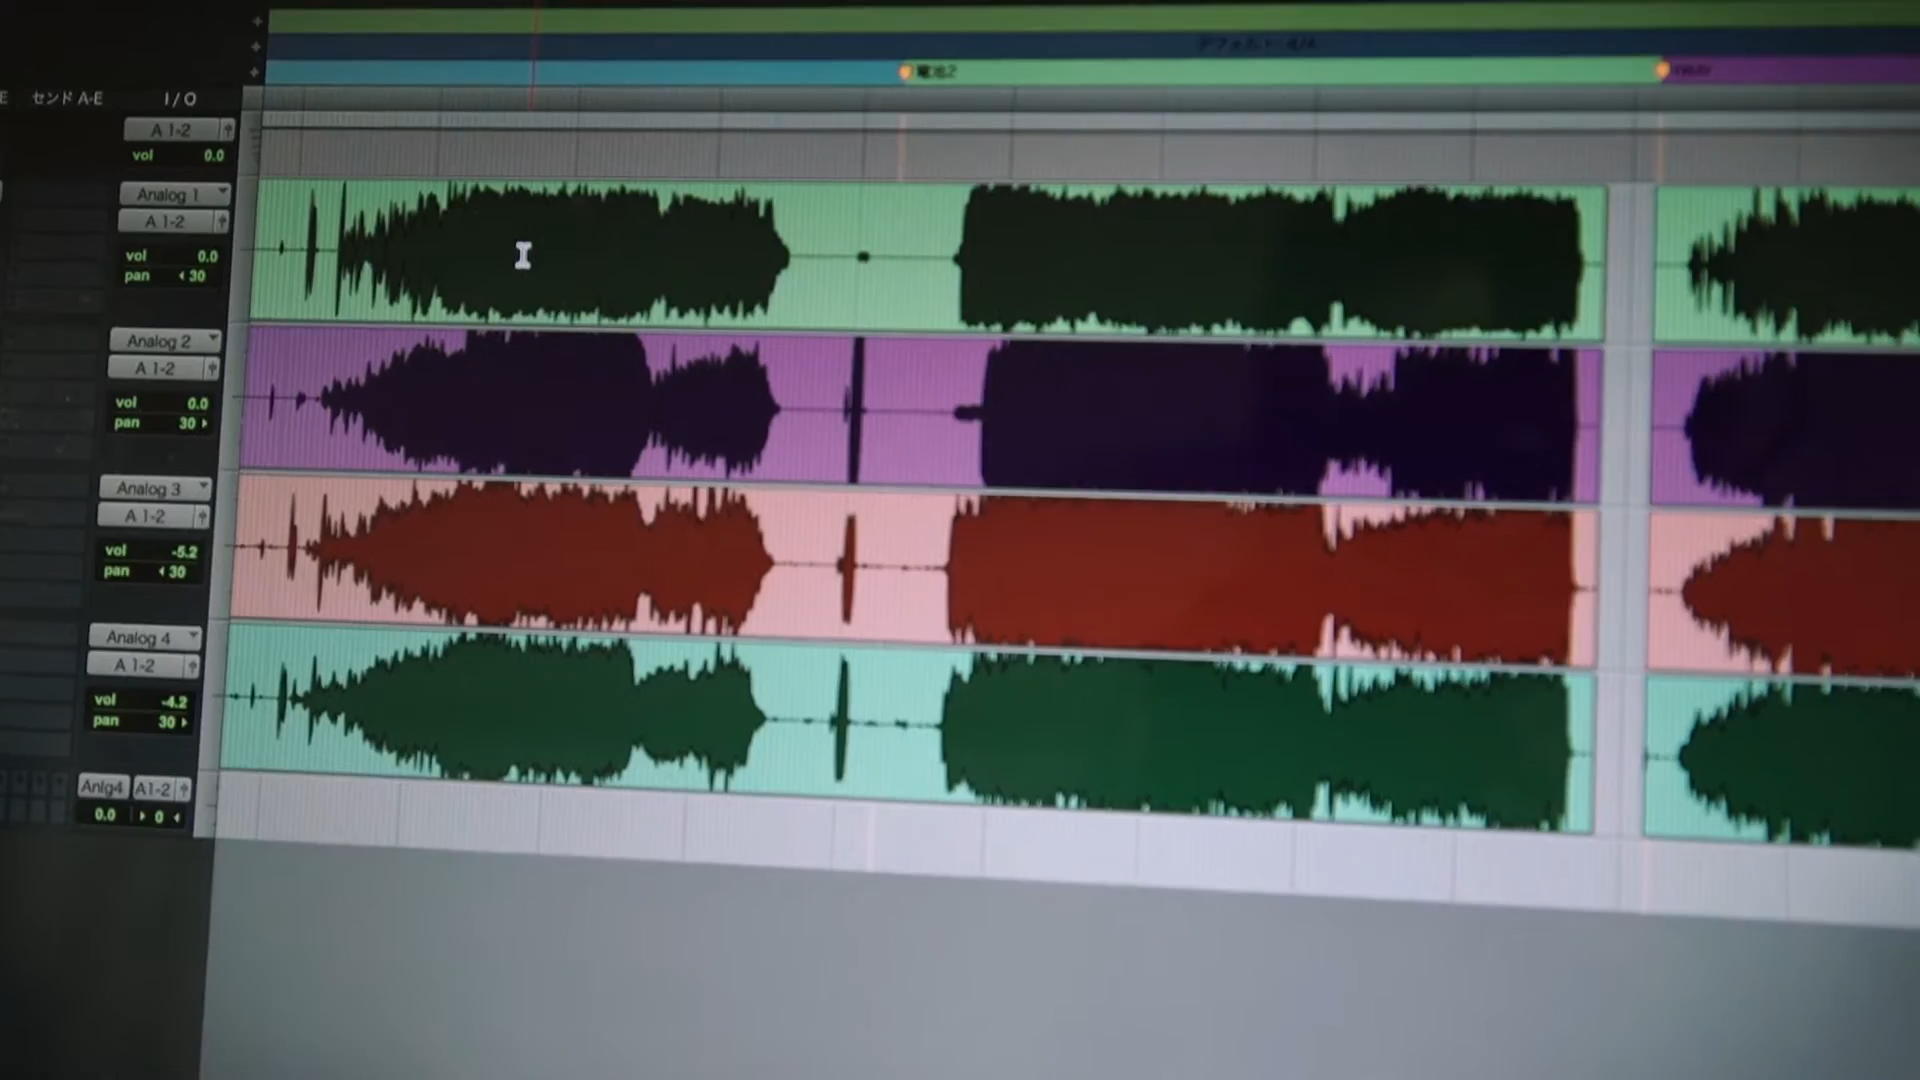 デフォルト: 4/4
電池2
E センド A-E I/O
A 1-2
vol 0.0
Analog 1
A 1-2
vol 0.0
pan 30
Analog 2
A 1-2
vol 0.0
pan 30
Analog 3
A 1-2
vol -5.2
pan 30
Analog 4
A 1-2
vol -4.2
pan 30
Anlg4 A1-2
0.0 0